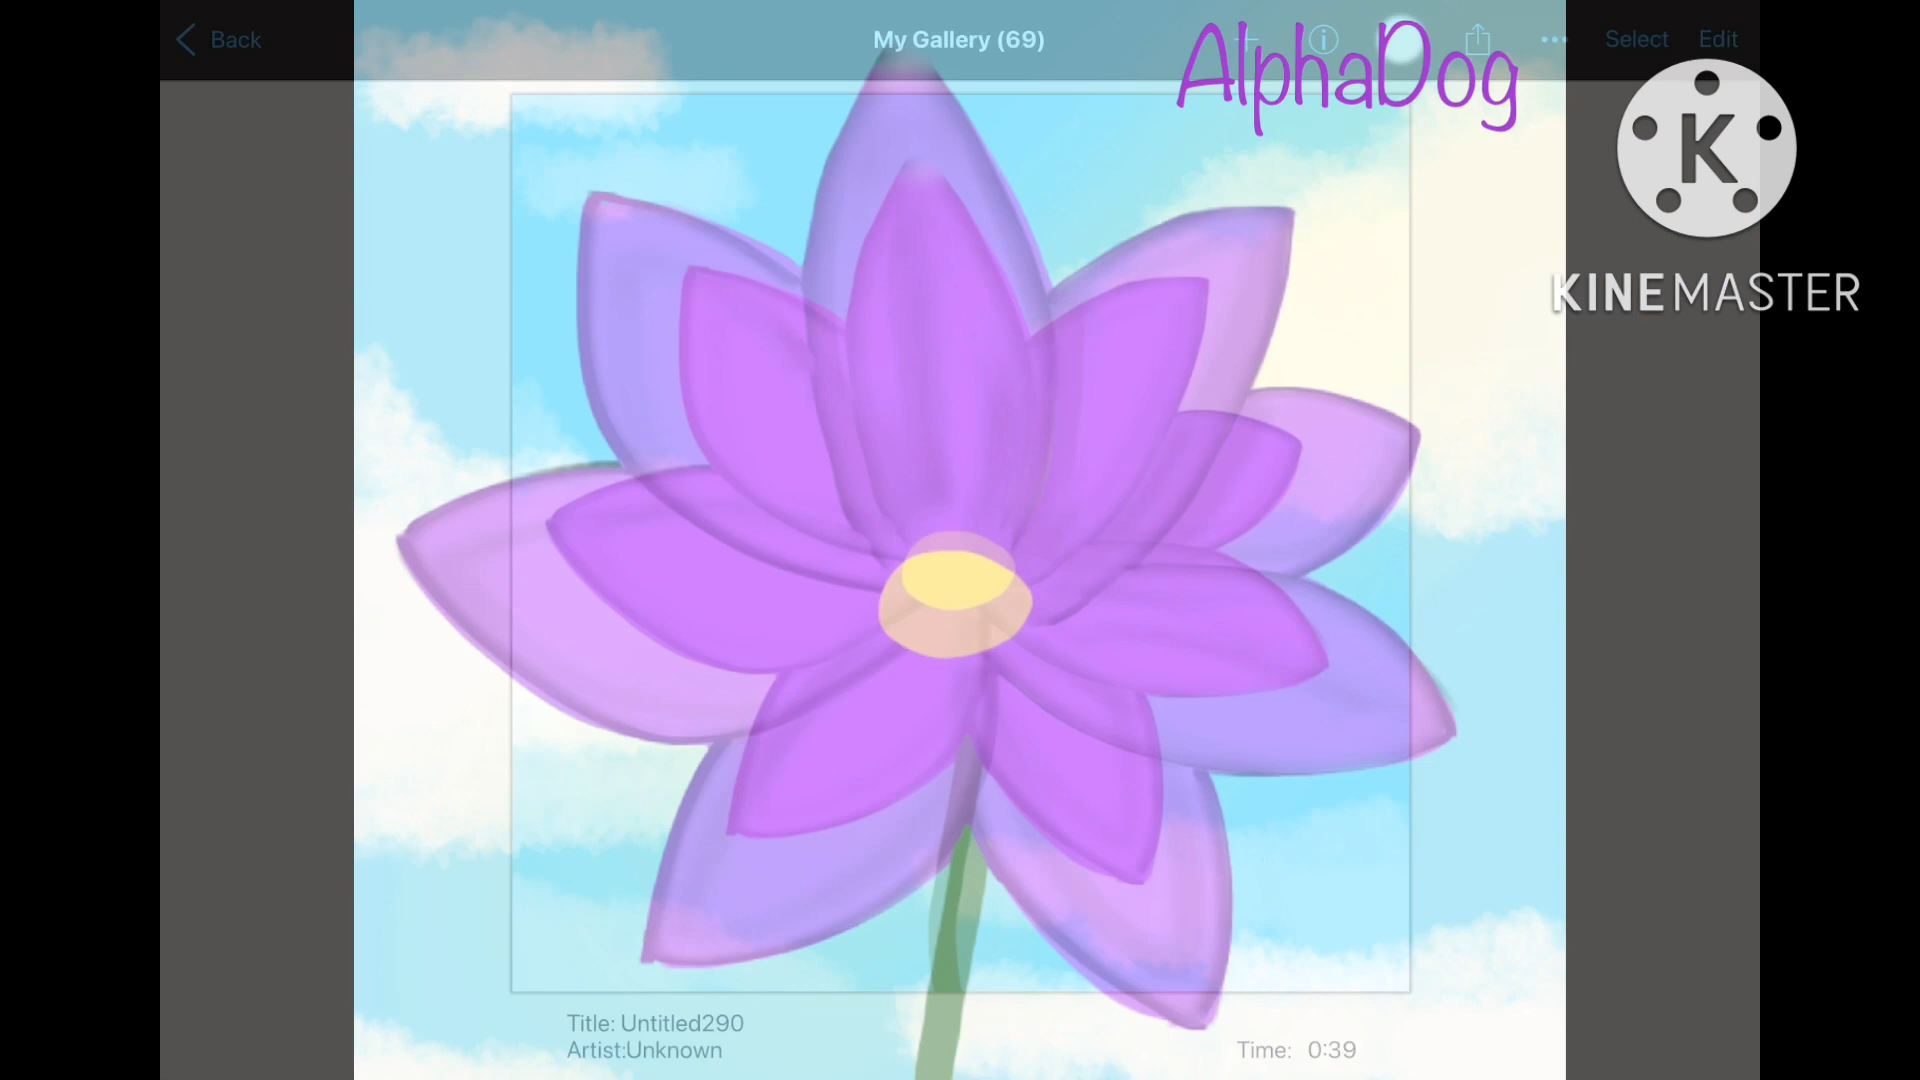 Back
My Gallery (69)
Select
Edit
AlphaDog
K
KINEMASTER
Title: Untitled290
Artist:Unknown
Time: 0:39